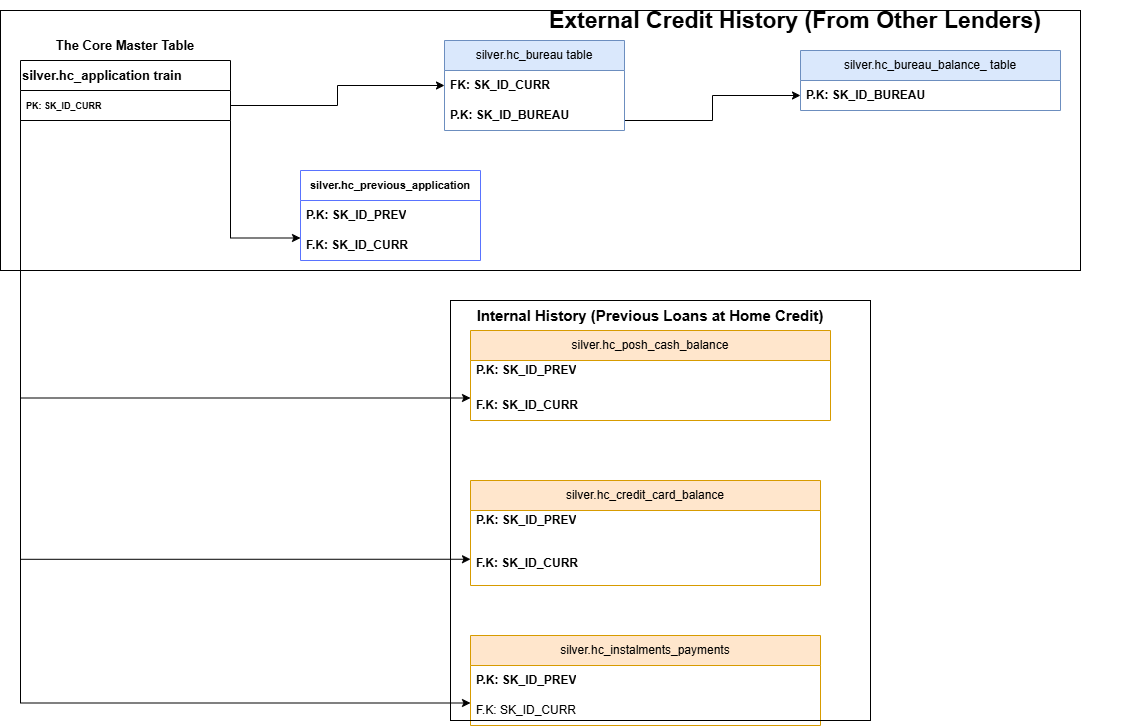 External Credit History (From Other Lenders)
The Core Master Table
silver.hc_application train
PK: SK_ID_CURR
silver.hc_bureau table
FK: SK_ID_CURR
P.K: SK_ID_BUREAU
silver.hc_bureau_balance_ table
P.K: SK_ID_BUREAU
silver.hc_previous_application
P.K: SK_ID_PREV
F.K: SK_ID_CURR
Internal History (Previous Loans at Home Credit)
silver.hc_posh_cash_balance
P.K: SK_ID_PREV
F.K: SK_ID_CURR
silver.hc_credit_card_balance
P.K: SK_ID_PREV
F.K: SK_ID_CURR
silver.hc_instalments_payments
P.K: SK_ID_PREV
F.K: SK_ID_CURR